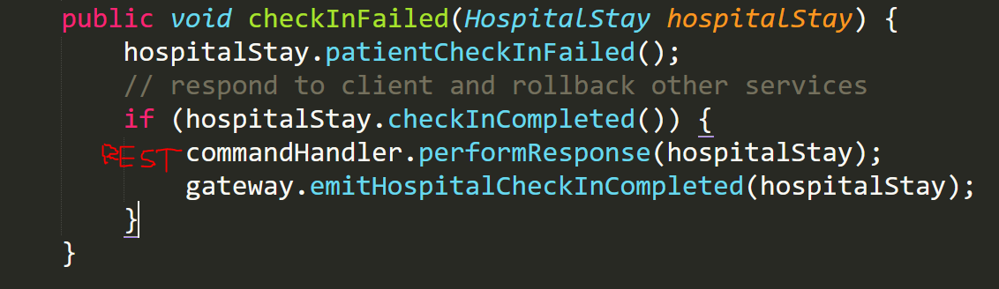 public void checkInFailed(HospitalStay hospitalStay) {
hospitalStay.patientCheckInFailed();
// respond to client and rollback other services
if (hospitalStay.checkInCompleted()) {
REST commandHandler.performResponse(hospitalStay);
gateway.emitHospitalCheckInCompleted(hospitalStay);
}
}